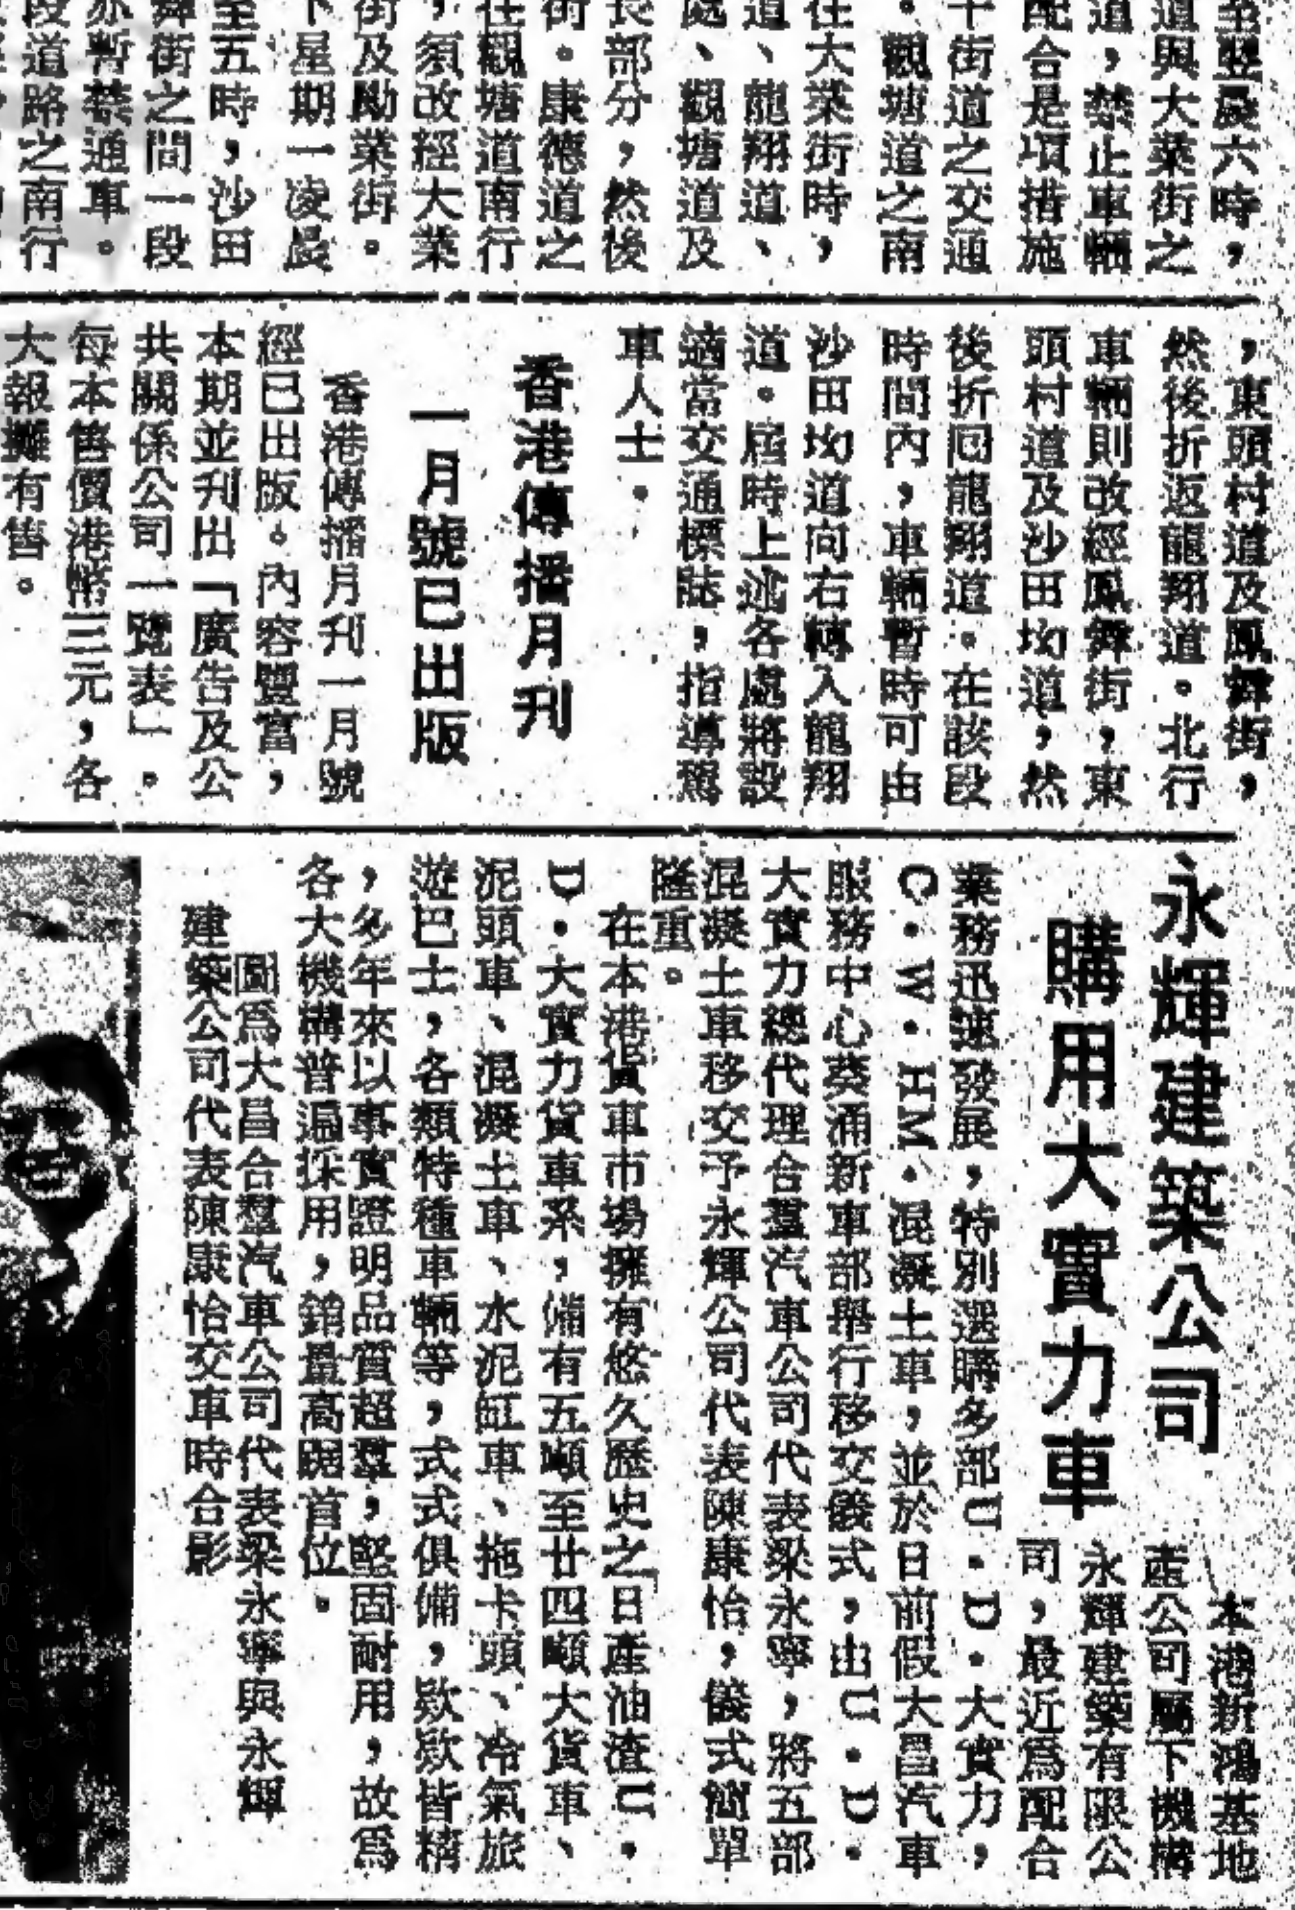 至翌晨六時，
道與大業街之
道，禁止車輛
配合是項措施
干街道之交通
。觀塘道之南
往大業街時，
道、龍翔道、
處、觀塘道及
長部分，然後
街。康德道之
在觀塘道南行
，須改經大業
街及勵業街。
下星期一凌晨
至五時，沙田
舞街之間一段
亦暫禁通車。
段道路之南行
，東頭村道及鳳舞街，
然後折返龍翔道。北行
車輛則改經鳳舞街，東
頭村道及沙田坳道，然
後折回龍翔道。在該段
時間內，車輛暫時可由
沙田坳道向右轉入龍翔
道。屆時上述各處將設
適當交通標誌，指導駕
車人士。
香港傳播月刊
一月號已出版
香港傳播月刊一月號
經已出版。內容豐富，
本期並刊出「廣告及公
共關係公司一覽表」。
每本售價港幣三元，各
大報攤有售。
永輝建築公司
購用大實力車
本港新鴻基地
產公司屬下機構
永輝建築有限公
司，最近為配合
業務迅速發展，特別選購多部U．D．大實力，
C．W．HM．混凝土車，並於日前假大昌汽車
服務中心葵涌新車部舉行移交儀式，由U．D．
大實力總代理合羣汽車公司代表梁永寧，將五部
混凝土車移交予永輝公司代表陳康怡，儀式簡單
隆重。
在本港貨車市場擁有悠久歷史之日產油渣U．
D．大實力貨車系，備有五噸至廿四噸大貨車、
泥頭車、混凝土車、水泥缸車、拖卡頭、冷氣旅
遊巴士，各類特種車輛等，式式俱備，欵欵皆精
，多年來以事實證明品質超羣，堅固耐用，故為
各大機構普遍採用，銷量高踞首位。
圖為大昌合羣汽車公司代表梁永寧與永輝
建築公司代表陳康怡交車時合影